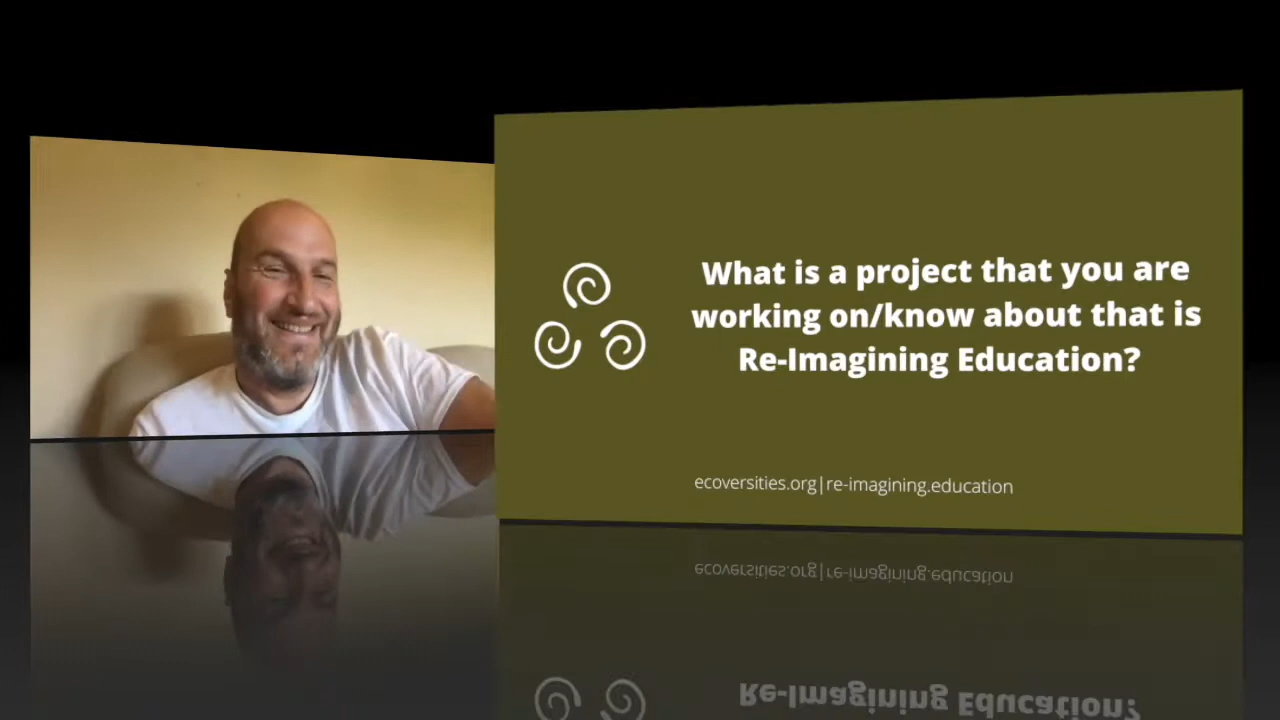 What is a project that you are
working on/know about that is
Re-Imagining Education?
ecoversities.org|re-imagining.education